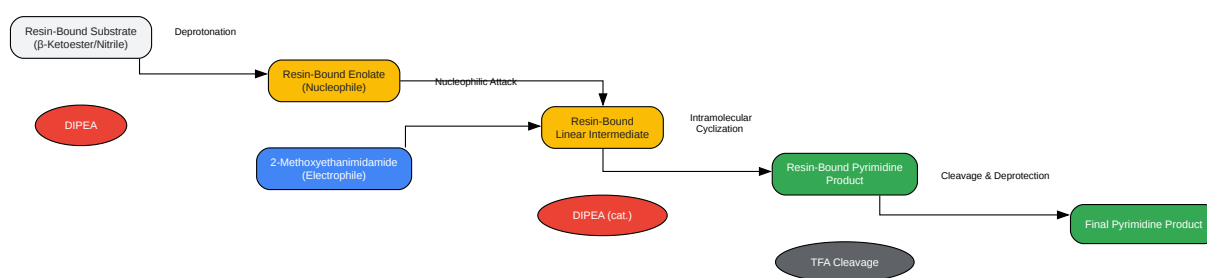 Resin-Bound Substrate
(β-Ketoester/Nitrile)
Deprotonation
DIPEA
Resin-Bound Enolate
(Nucleophile)
Nucleophilic Attack
2-Methoxyethanimidamide
(Electrophile)
Resin-Bound
Linear Intermediate
DIPEA (cat.)
Intramolecular
Cyclization
Resin-Bound Pyrimidine
Product
TFA Cleavage
Cleavage & Deprotection
Final Pyrimidine Product